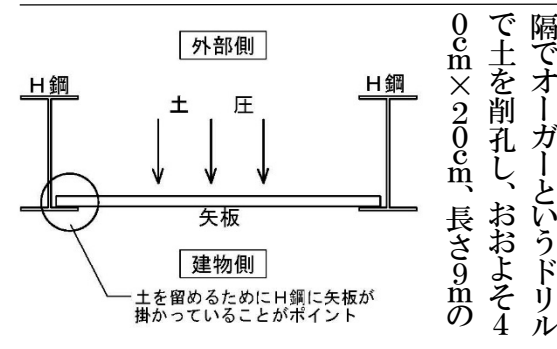 隔でオーガーというドリル
で土を削孔し、おおよそ4
0cm×20cm、長さ9mの
外部側
H鋼
H鋼
土 圧
矢板
建物側
土を留めるためにH鋼に矢板が
掛かっていることがポイント